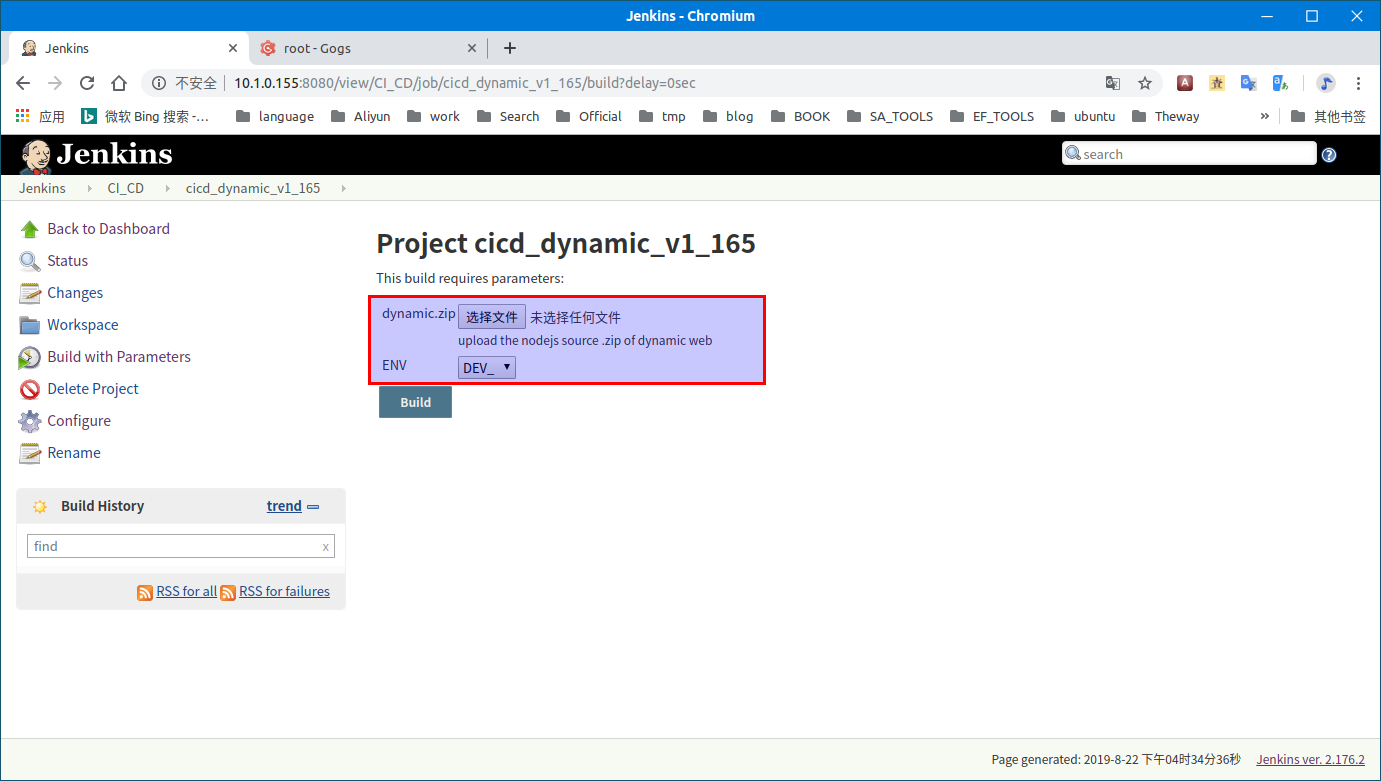 Jenkins - Chromium
Jenkins
root - Gogs
不安全 10.1.0.155:8080/view/CI_CD/job/cicd_dynamic_v1_165/build?delay=0sec
应用 微软 Bing 搜索 -... language Aliyun work Search Official tmp blog BOOK SA_TOOLS EF_TOOLS ubuntu Theway » 其他书签
Jenkins
search
Jenkins CI_CD cicd_dynamic_v1_165
Back to Dashboard
Status
Changes
Workspace
Build with Parameters
Delete Project
Configure
Rename
Build History trend
find x
RSS for all RSS for failures
Project cicd_dynamic_v1_165
This build requires parameters:
dynamic.zip 选择文件 未选择任何文件
upload the nodejs source .zip of dynamic web
ENV DEV_
Build
Page generated: 2019-8-22 下午04时34分36秒 Jenkins ver. 2.176.2